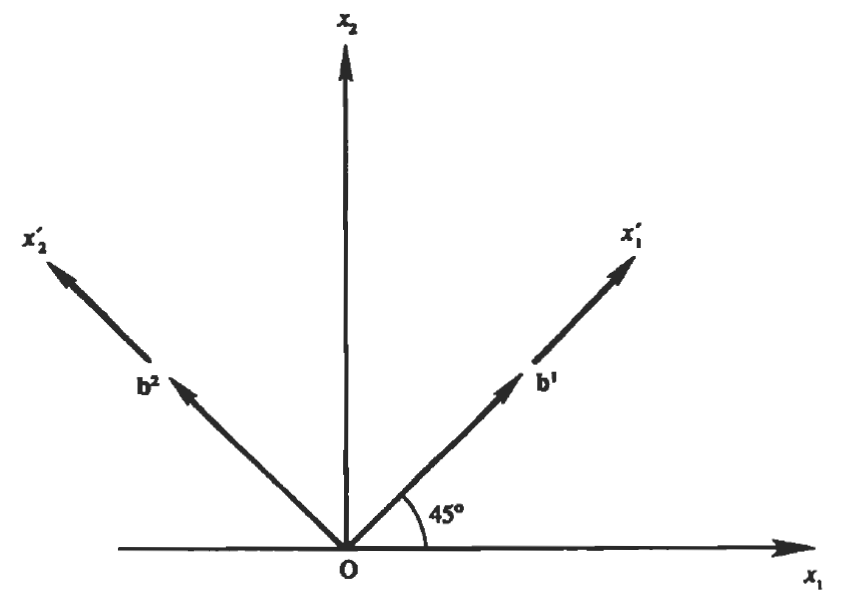 x₂
x′₂
x′₁
b²
b¹
45°
O
x₁